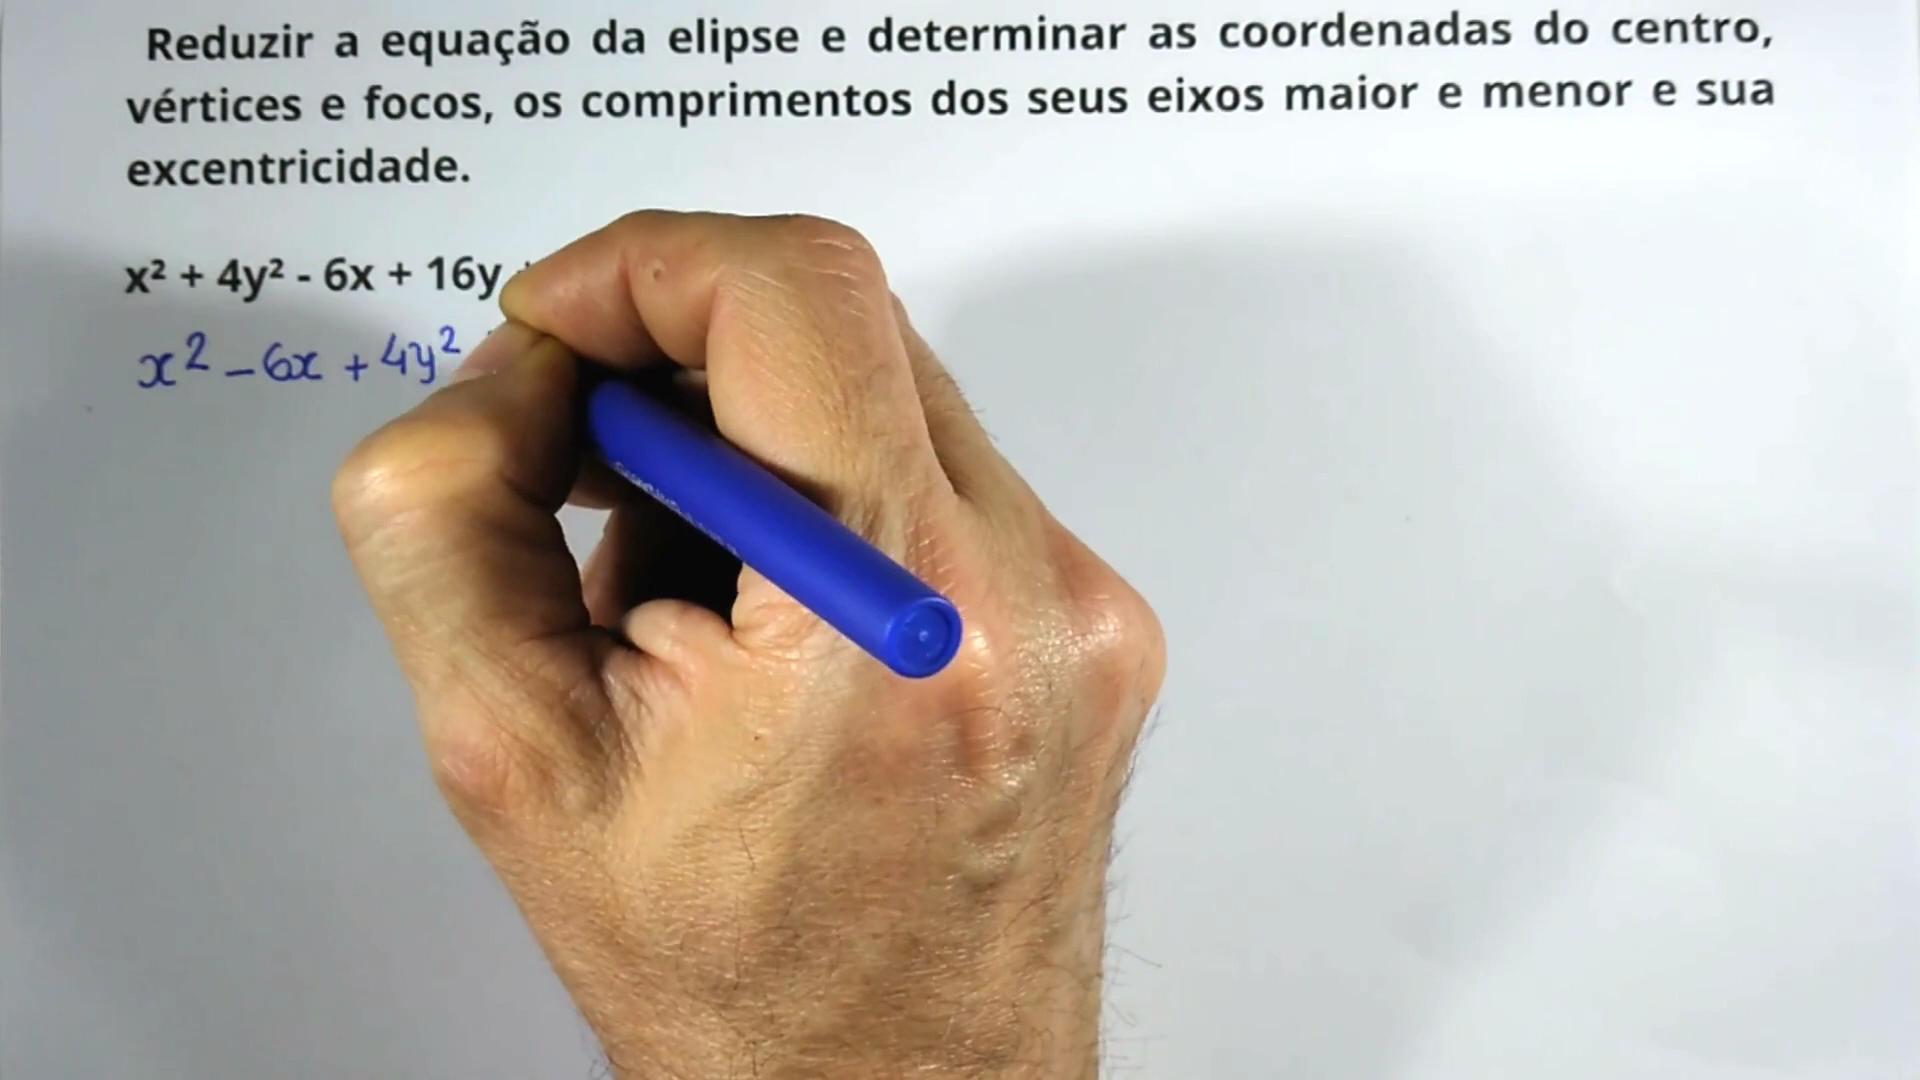 Reduzir a equação da elipse e determinar as coordenadas do centro,
vértices e focos, os comprimentos dos seus eixos maior e menor e sua
excentricidade.
x² + 4y² - 6x + 16y
x² - 6x + 4y²